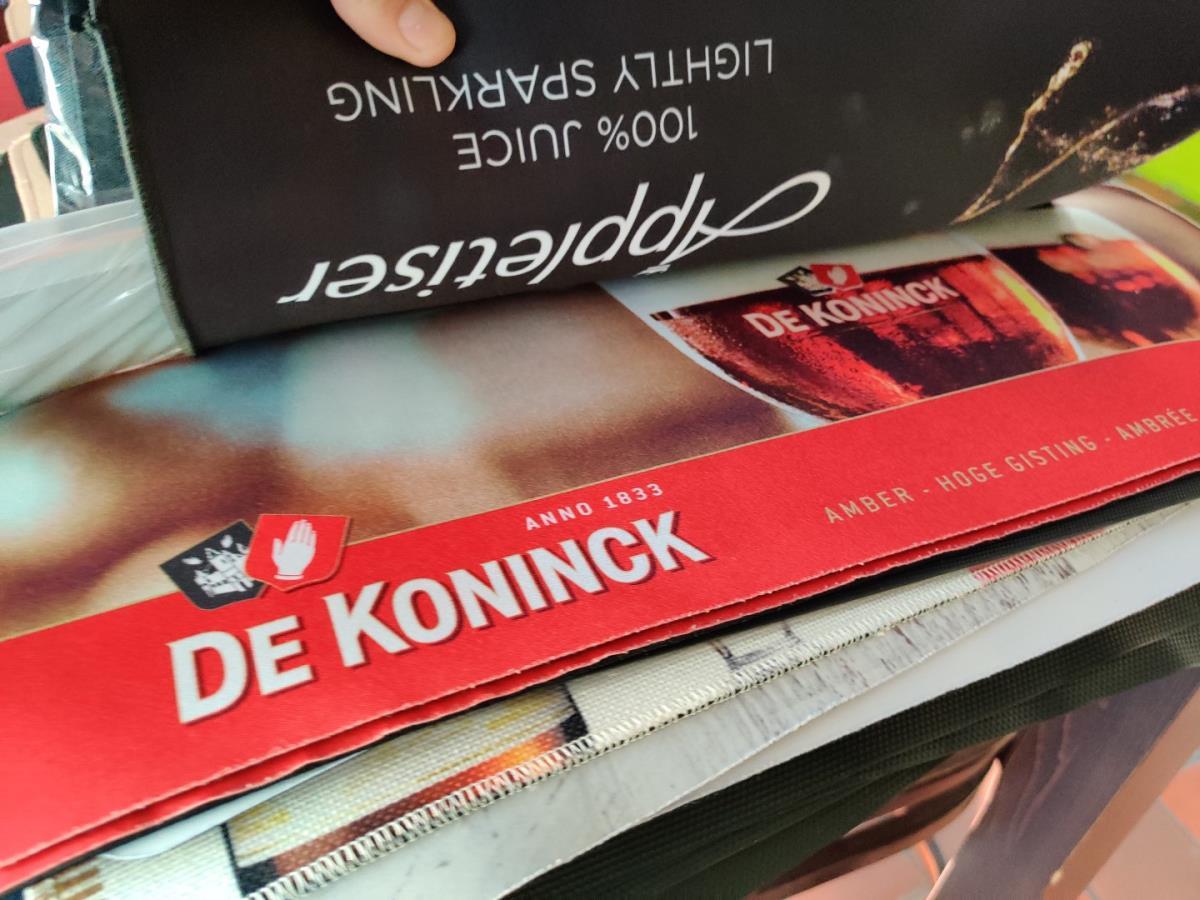 Appletiser
100% JUICE
LIGHTLY SPARKLING
DE KONINCK
ANNO 1833
DE KONINCK
AMBER - HOGE GISTING - AMBRÉE